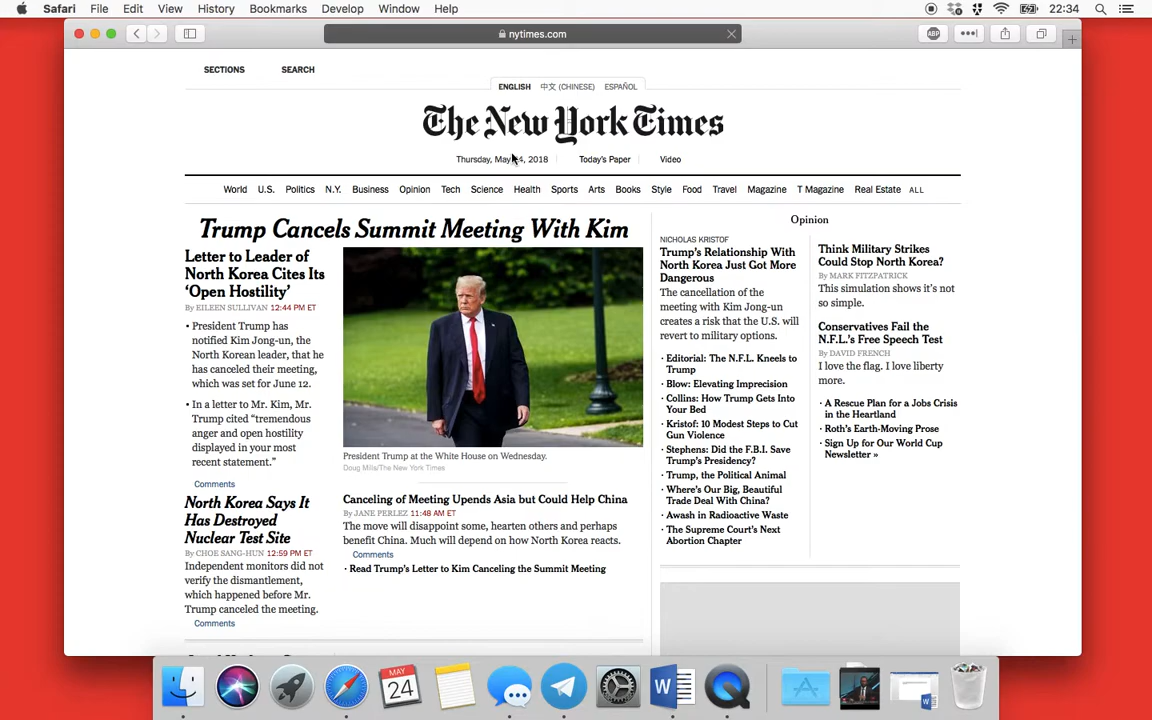 Safari File Edit View History Bookmarks Develop Window Help 22:34
nytimes.com
ABP
SECTIONS SEARCH
ENGLISH 中文 (CHINESE) ESPAÑOL
The New York Times
Thursday, May 24, 2018 Today's Paper Video
World U.S. Politics N.Y. Business Opinion Tech Science Health Sports Arts Books Style Food Travel Magazine T Magazine Real Estate ALL
Trump Cancels Summit Meeting With Kim
Letter to Leader of
North Korea Cites Its
'Open Hostility'
By EILEEN SULLIVAN 12:44 PM ET
• President Trump has
notified Kim Jong-un, the
North Korean leader, that he
has canceled their meeting,
which was set for June 12.
• In a letter to Mr. Kim, Mr.
Trump cited "tremendous
anger and open hostility
displayed in your most
recent statement."
Comments
North Korea Says It
Has Destroyed
Nuclear Test Site
By CHOE SANG-HUN 12:59 PM ET
Independent monitors did not
verify the dismantlement,
which happened before Mr.
Trump canceled the meeting.
Comments
President Trump at the White House on Wednesday.
Doug Mills/The New York Times
Canceling of Meeting Upends Asia but Could Help China
By JANE PERLEZ 11:48 AM ET
The move will disappoint some, hearten others and perhaps
benefit China. Much will depend on how North Korea reacts.
Comments
· Read Trump's Letter to Kim Canceling the Summit Meeting
Opinion
NICHOLAS KRISTOF
Trump's Relationship With
North Korea Just Got More
Dangerous
The cancellation of the
meeting with Kim Jong-un
creates a risk that the U.S. will
revert to military options.
· Editorial: The N.F.L. Kneels to
Trump
· Blow: Elevating Imprecision
· Collins: How Trump Gets Into
Your Bed
· Kristof: 10 Modest Steps to Cut
Gun Violence
· Stephens: Did the F.B.I. Save
Trump's Presidency?
· Trump, the Political Animal
· Where's Our Big, Beautiful
Trade Deal With China?
· Awash in Radioactive Waste
· The Supreme Court's Next
Abortion Chapter
Think Military Strikes
Could Stop North Korea?
By MARK FITZPATRICK
This simulation shows it's not
so simple.
Conservatives Fail the
N.F.L.'s Free Speech Test
By DAVID FRENCH
I love the flag. I love liberty
more.
· A Rescue Plan for a Jobs Crisis
in the Heartland
· Roth's Earth-Moving Prose
· Sign Up for Our World Cup
Newsletter »
MAY
24
W